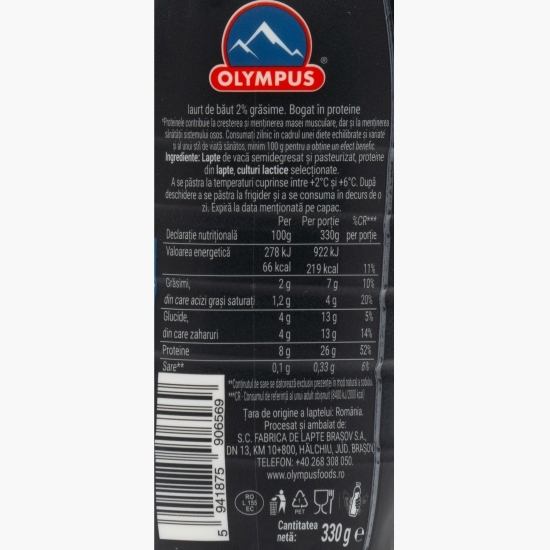 OLYMPUS
®
Iaurt de băut 2% grăsime. Bogat în proteine
*Proteinele contribuie la creșterea și menținerea masei musculare, dar și la menținerea
sănătății sistemului osos. Consumați zilnic în cadrul unei diete echilibrate și variate
și al unui stil de viață sănătos, minim 100 g pentru a obține un efect benefic.
Ingrediente: Lapte de vacă semidegresat și pasteurizat, proteine
din lapte, culturi lactice selecționate.
A se păstra la temperaturi cuprinse între +2°C și +6°C. După
deschidere a se păstra la frigider și a se consuma în decurs de o
zi. Expiră la data menționată pe capac.
Per Per porție %CR***
Declarație nutrițională 100g 330g per porție
Valoarea energetică 278 kJ 922 kJ
66 kcal 219 kcal 11%
Grăsimi, 2 g 7 g 10%
din care acizi grași saturați 1,2 g 4 g 20%
Glucide, 4 g 13 g 5%
din care zaharuri 4 g 13 g 14%
Proteine 8 g 26 g 52%
Sare** 0,1 g 0,33 g 6%
**Conținutul de sare se datorează exclusiv prezenței în mod natural a sodiului.
***CR - Consumul de referință al unui adult obișnuit (8400 kJ/2000 kcal)
Țara de origine a laptelui: România.
Procesat și ambalat de:
S.C. FABRICA DE LAPTE BRAȘOV S.A.,
DN 13, KM 10+800, HĂLCHIU, JUD. BRAȘOV
TELEFON: +40 268 308 050.
www.olympusfoods.ro
5 941875 906569
RO
L 155
EC
1
PET
Cantitatea
netă: 330 g e